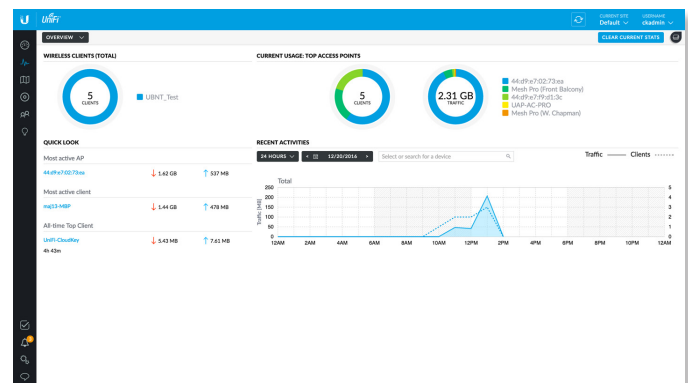 U UniFi CURRENT SITE USERNAME
Default ckadmin
OVERVIEW CLEAR CURRENT STATS
WIRELESS CLIENTS (TOTAL)
5
CLIENTS
UBNT_Test
CURRENT USAGE: TOP ACCESS POINTS
5
CLIENTS
2.31 GB
TRAFFIC
44:d9:e7:02:73:ea
Mesh Pro (Front Balcony)
44:d9:e7:f9:d1:3c
UAP-AC-PRO
Mesh Pro (W. Chapman)
QUICK LOOK
Most active AP
44:d9:e7:02:73:ea 1.62 GB 537 MB
Most active client
maj13-MBP 1.44 GB 478 MB
All-time Top Client
UniFi-CloudKey 5.43 MB 7.61 MB
4h 43m
RECENT ACTIVITIES
24 HOURS 12/20/2016 Select or search for a device Traffic Clients
Total
Traffic [MB]
250
200
150
100
50
0
5
4
3
2
1
0
12AM 2AM 4AM 6AM 8AM 10AM 12PM 2PM 4PM 6PM 8PM 10PM 12AM